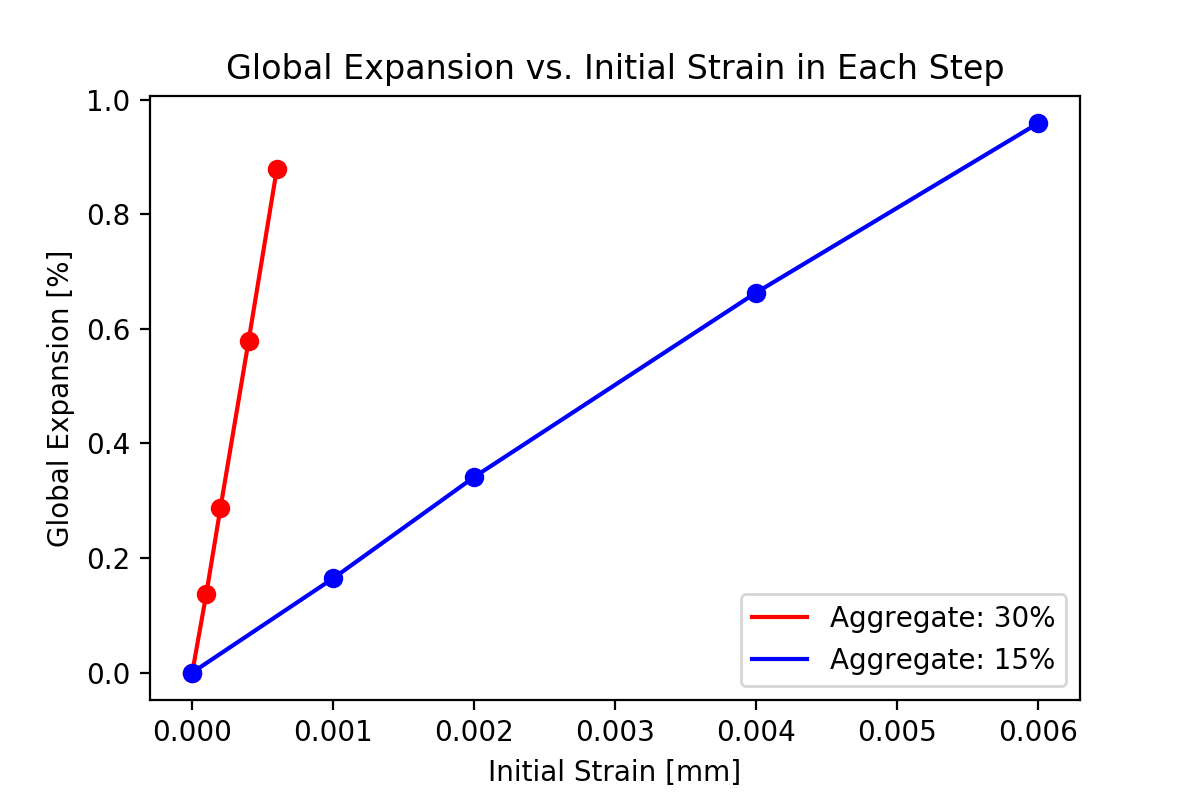 Global Expansion vs. Initial Strain in Each Step
1.0
0.8
0.6
0.4
0.2
0.0
Global Expansion [%]
Aggregate: 30%
Aggregate: 15%
0.000 0.001 0.002 0.003 0.004 0.005 0.006
Initial Strain [mm]